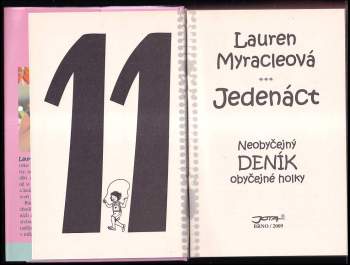 11
Lauren
Myracleová
***
Jedenáct
Neobyčejný
DENÍK
obyčejné holky
JOTA
BRNO / 2009